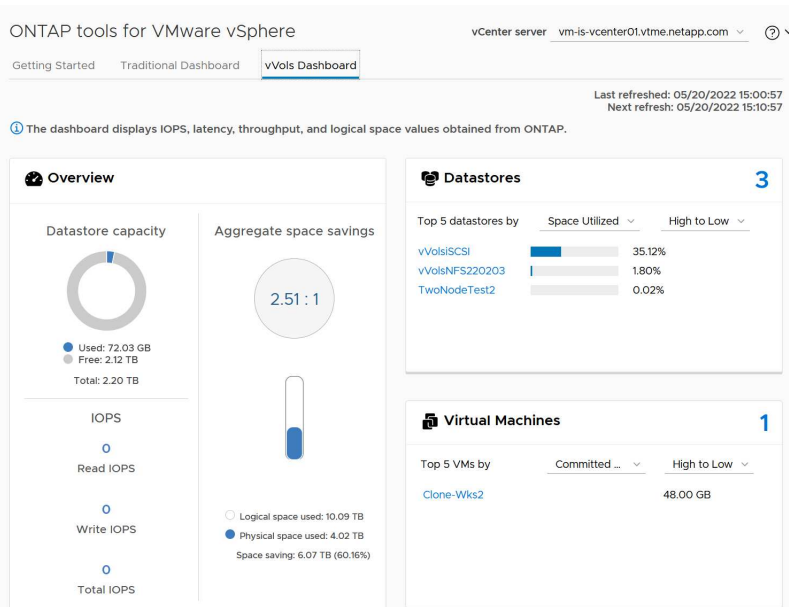 ONTAP tools for VMware vSphere
vCenter server vm-is-vcenter01.vtme.netapp.com
Getting Started Traditional Dashboard vVols Dashboard
Last refreshed: 05/20/2022 15:00:57
Next refresh: 05/20/2022 15:10:57
The dashboard displays IOPS, latency, throughput, and logical space values obtained from ONTAP.
Overview
Datastore capacity
Used: 72.03 GB
Free: 2.12 TB
Total: 2.20 TB
IOPS
0
Read IOPS
0
Write IOPS
0
Total IOPS
Aggregate space savings
2.51 : 1
Logical space used: 10.09 TB
Physical space used: 4.02 TB
Space saving: 6.07 TB (60.16%)
Datastores 3
Top 5 datastores by Space Utilized High to Low
vVolsiSCSI 35.12%
vVolsNFS220203 1.80%
TwoNodeTest2 0.02%
Virtual Machines 1
Top 5 VMs by Committed ... High to Low
Clone-Wks2 48.00 GB